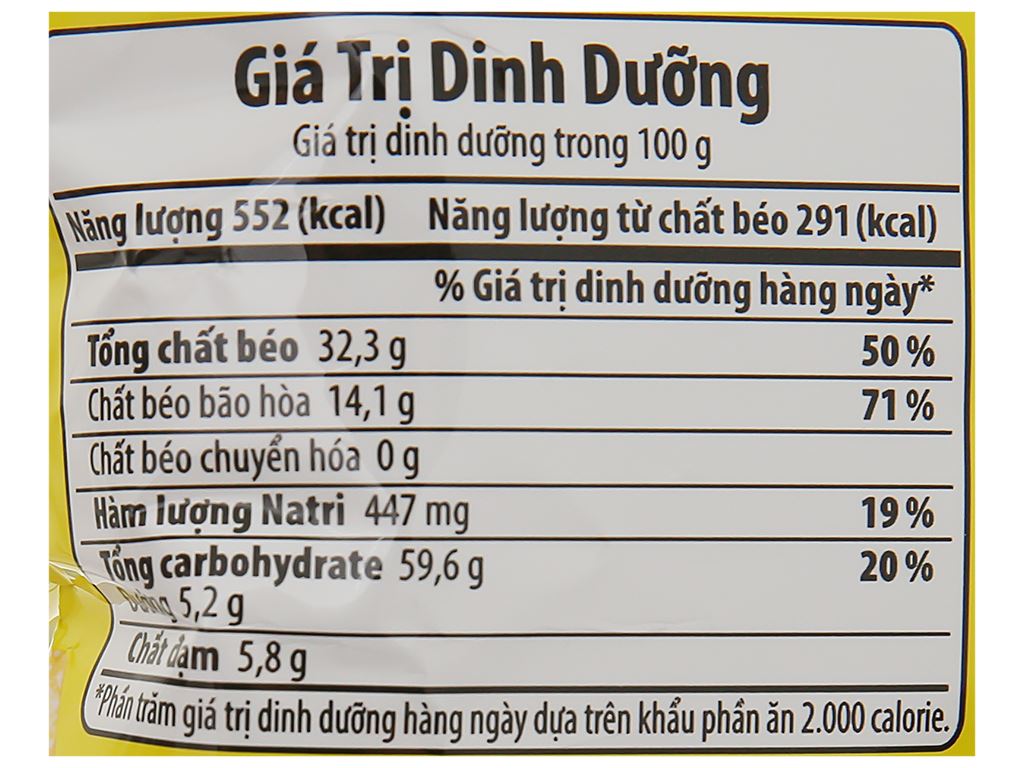 Giá Trị Dinh Dưỡng
Giá trị dinh dưỡng trong 100 g
Năng lượng 552 (kcal) Năng lượng từ chất béo 291 (kcal)
% Giá trị dinh dưỡng hàng ngày*
Tổng chất béo 32,3 g 50 %
Chất béo bão hòa 14,1 g 71 %
Chất béo chuyển hóa 0 g
Hàm lượng Natri 447 mg 19 %
Tổng carbohydrate 59,6 g 20 %
Đường 5,2 g
Chất đạm 5,8 g
*Phần trăm giá trị dinh dưỡng hàng ngày dựa trên khẩu phần ăn 2.000 calorie.